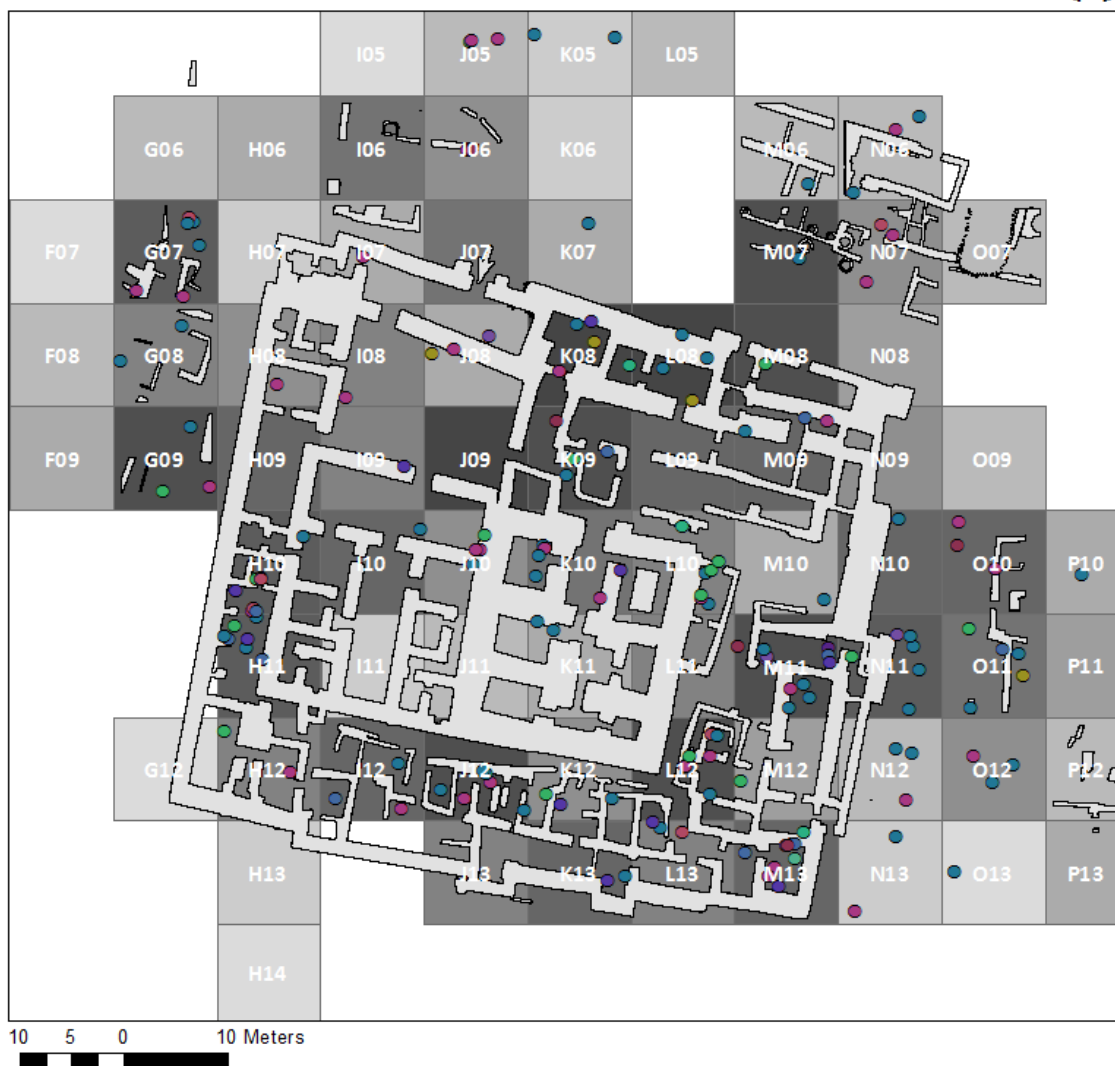 I05 J05 K05 L05
G06 H06 I06 J06 K06 M06 N06
F07 G07 H07 I07 J07 K07 M07 N07 O07
F08 G08 H08 I08 J08 K08 L08 M08 N08
F09 G09 H09 I09 J09 K09 L09 M09 N09 O09
H10 I10 J10 K10 L10 M10 N10 O10 P10
H11 I11 J11 K11 L11 M11 N11 O11 P11
G12 H12 I12 J12 K12 L12 M12 N12 O12 P12
H13 J13 K13 L13 M13 N13 O13 P13
H14
10 5 0 10 Meters